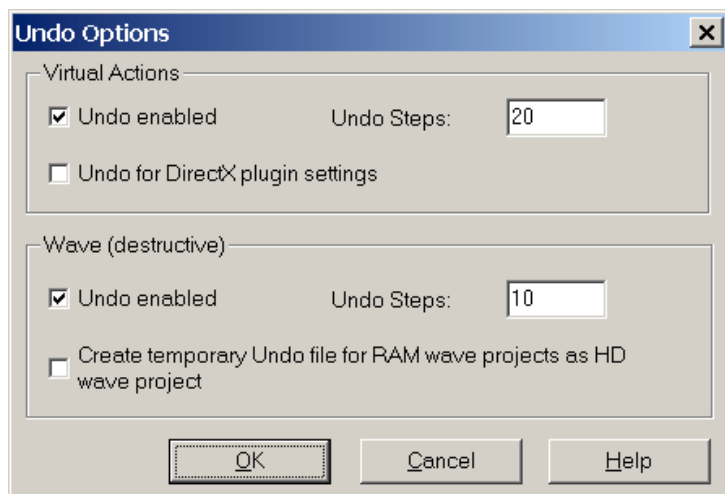 Undo Options
Virtual Actions
Undo enabled
Undo Steps:
20
Undo for DirectX plugin settings
Wave (destructive)
Undo enabled
Undo Steps:
10
Create temporary Undo file for RAM wave projects as HD
wave project
OK
Cancel
Help